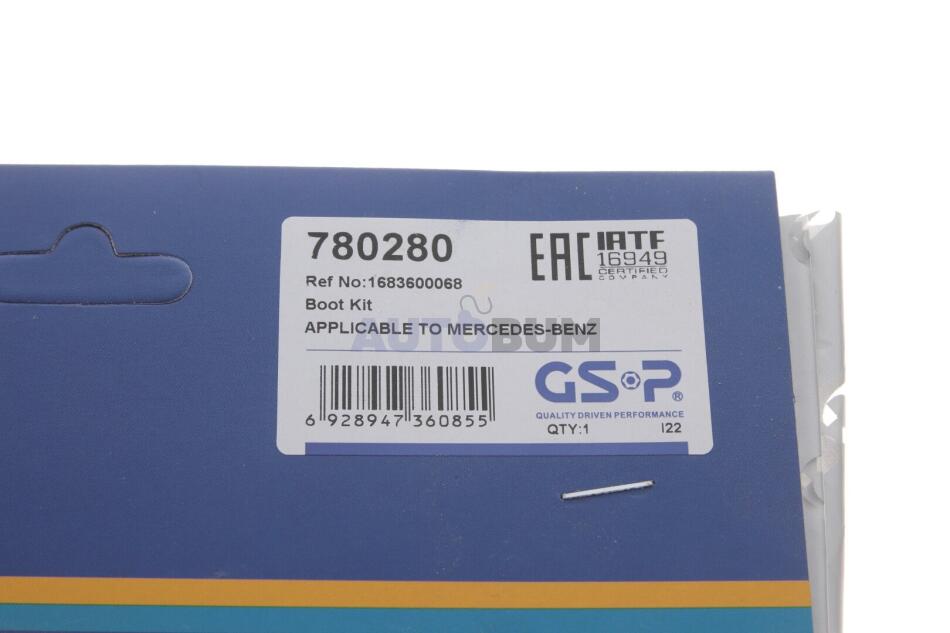 780280
EAC
IATF
16949
CERTIFIED
COMPANY
Ref No:1683600068
Boot Kit
APPLICABLE TO MERCEDES-BENZ
AUTOBUM
GSP®
QUALITY DRIVEN PERFORMANCE
6 928947 360855
QTY:1 I22